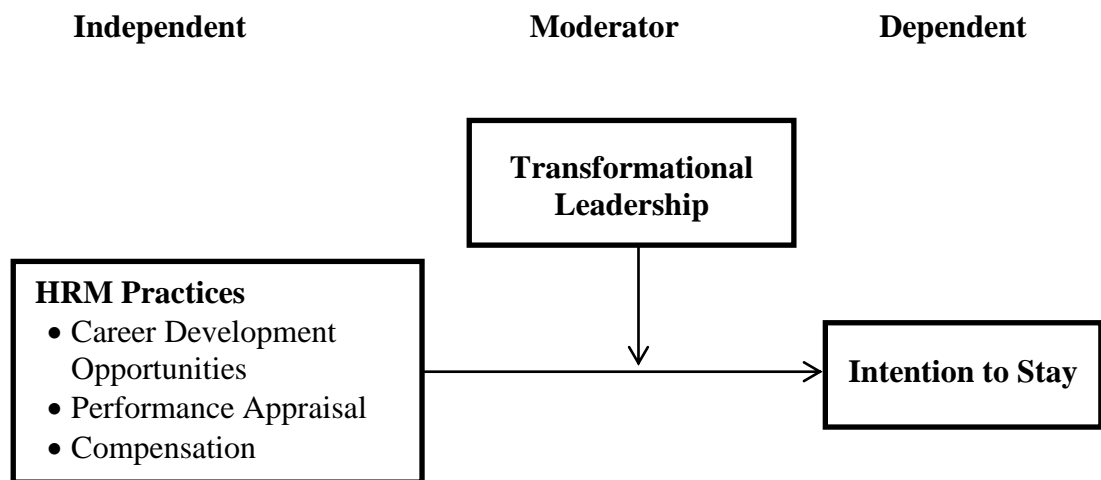 Independent Moderator Dependent
Transformational
Leadership
HRM Practices
• Career Development
Opportunities
• Performance Appraisal
• Compensation
Intention to Stay